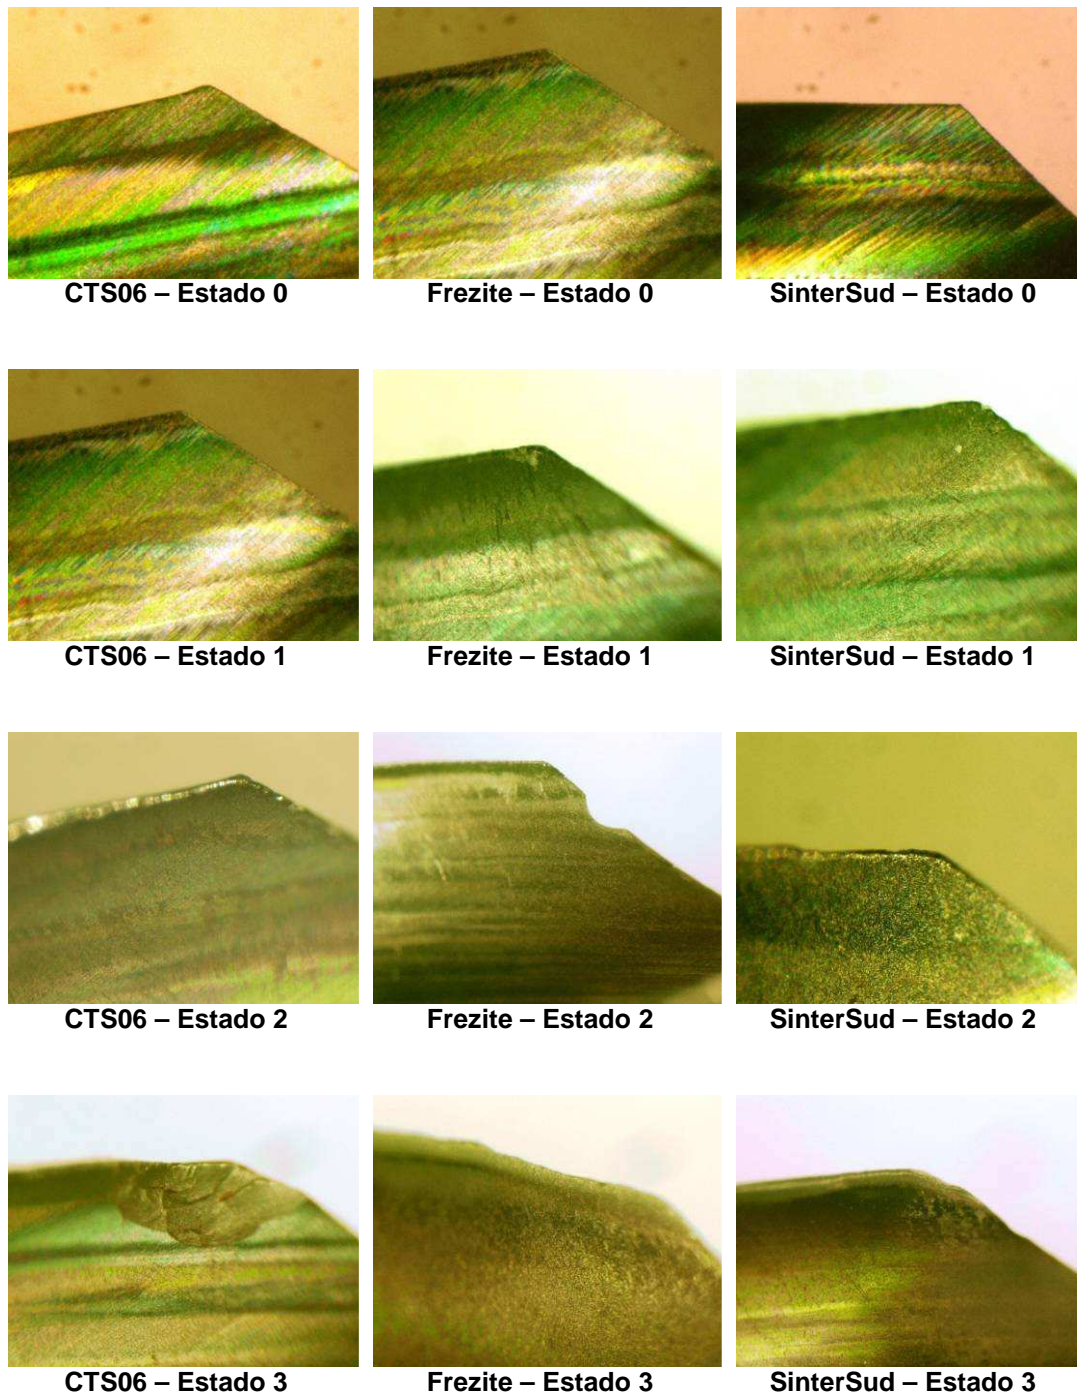 CTS06 – Estado 0
Frezite – Estado 0
SinterSud – Estado 0
CTS06 – Estado 1
Frezite – Estado 1
SinterSud – Estado 1
CTS06 – Estado 2
Frezite – Estado 2
SinterSud – Estado 2
CTS06 – Estado 3
Frezite – Estado 3
SinterSud – Estado 3